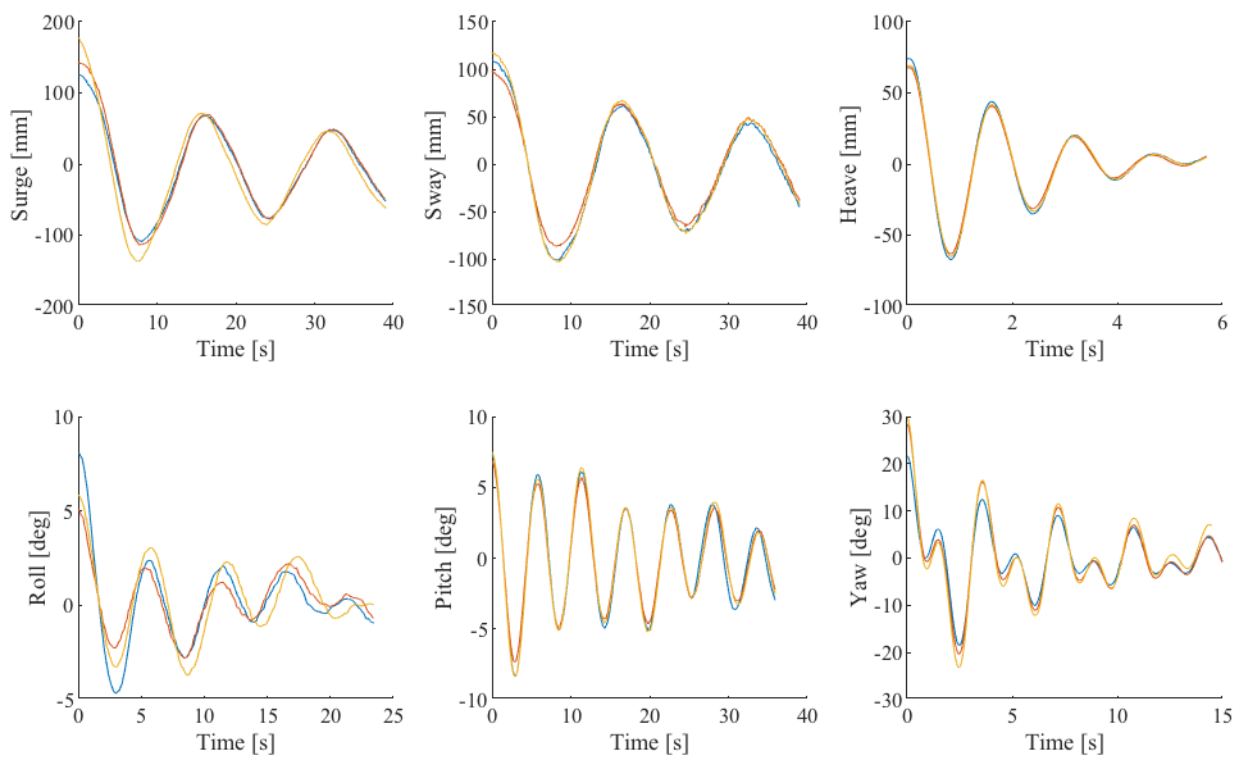 200
100
0
-100
-200
Surge [mm]
0 10 20 30 40
Time [s]
150
100
50
0
-50
-100
-150
Sway [mm]
0 10 20 30 40
Time [s]
100
50
0
-50
-100
Heave [mm]
0 2 4 6
Time [s]
10
5
0
-5
Roll [deg]
0 5 10 15 20 25
Time [s]
10
5
0
-5
-10
Pitch [deg]
0 10 20 30 40
Time [s]
30
20
10
0
-10
-20
-30
Yaw [deg]
0 5 10 15
Time [s]